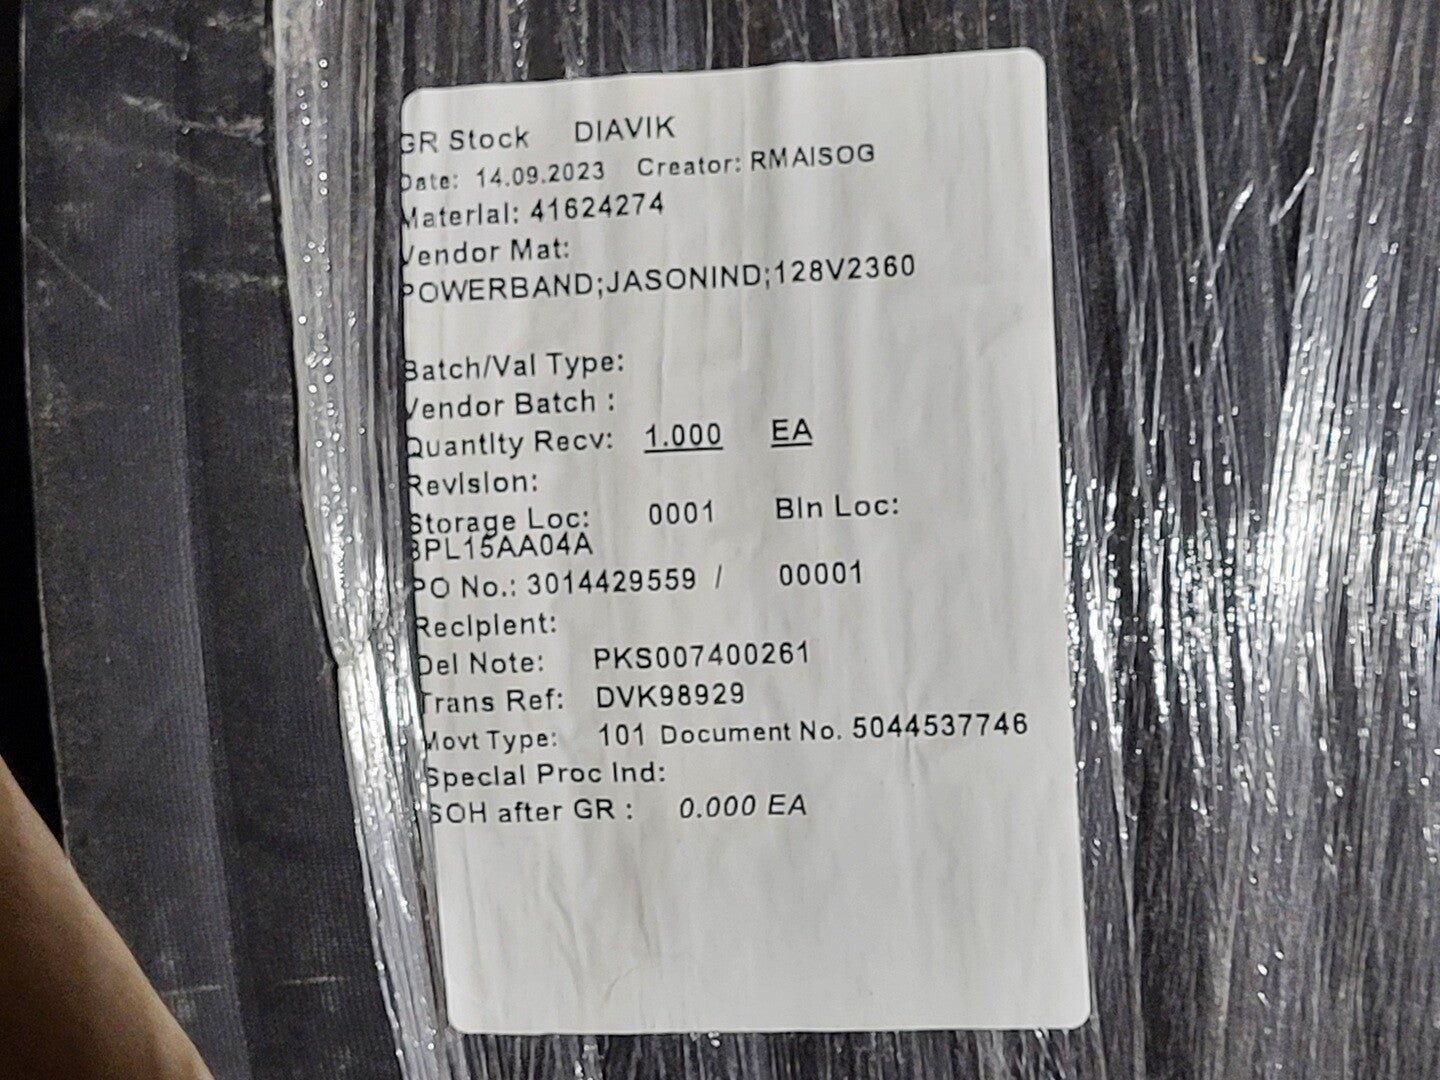 GR Stock DIAVIK
Date: 14.09.2023 Creator: RMAISOG
Material: 41624274
Vendor Mat:
POWERBAND;JASONIND;128V2360
Batch/Val Type:
Vendor Batch :
Quantity Recv: 1.000 EA
Revision:
Storage Loc: 0001 Bin Loc:
BPL15AA04A
PO No.: 3014429559 / 00001
Recipient:
Del Note: PKS007400261
Trans Ref: DVK98929
Movt Type: 101 Document No. 5044537746
Special Proc Ind:
SOH after GR : 0.000 EA